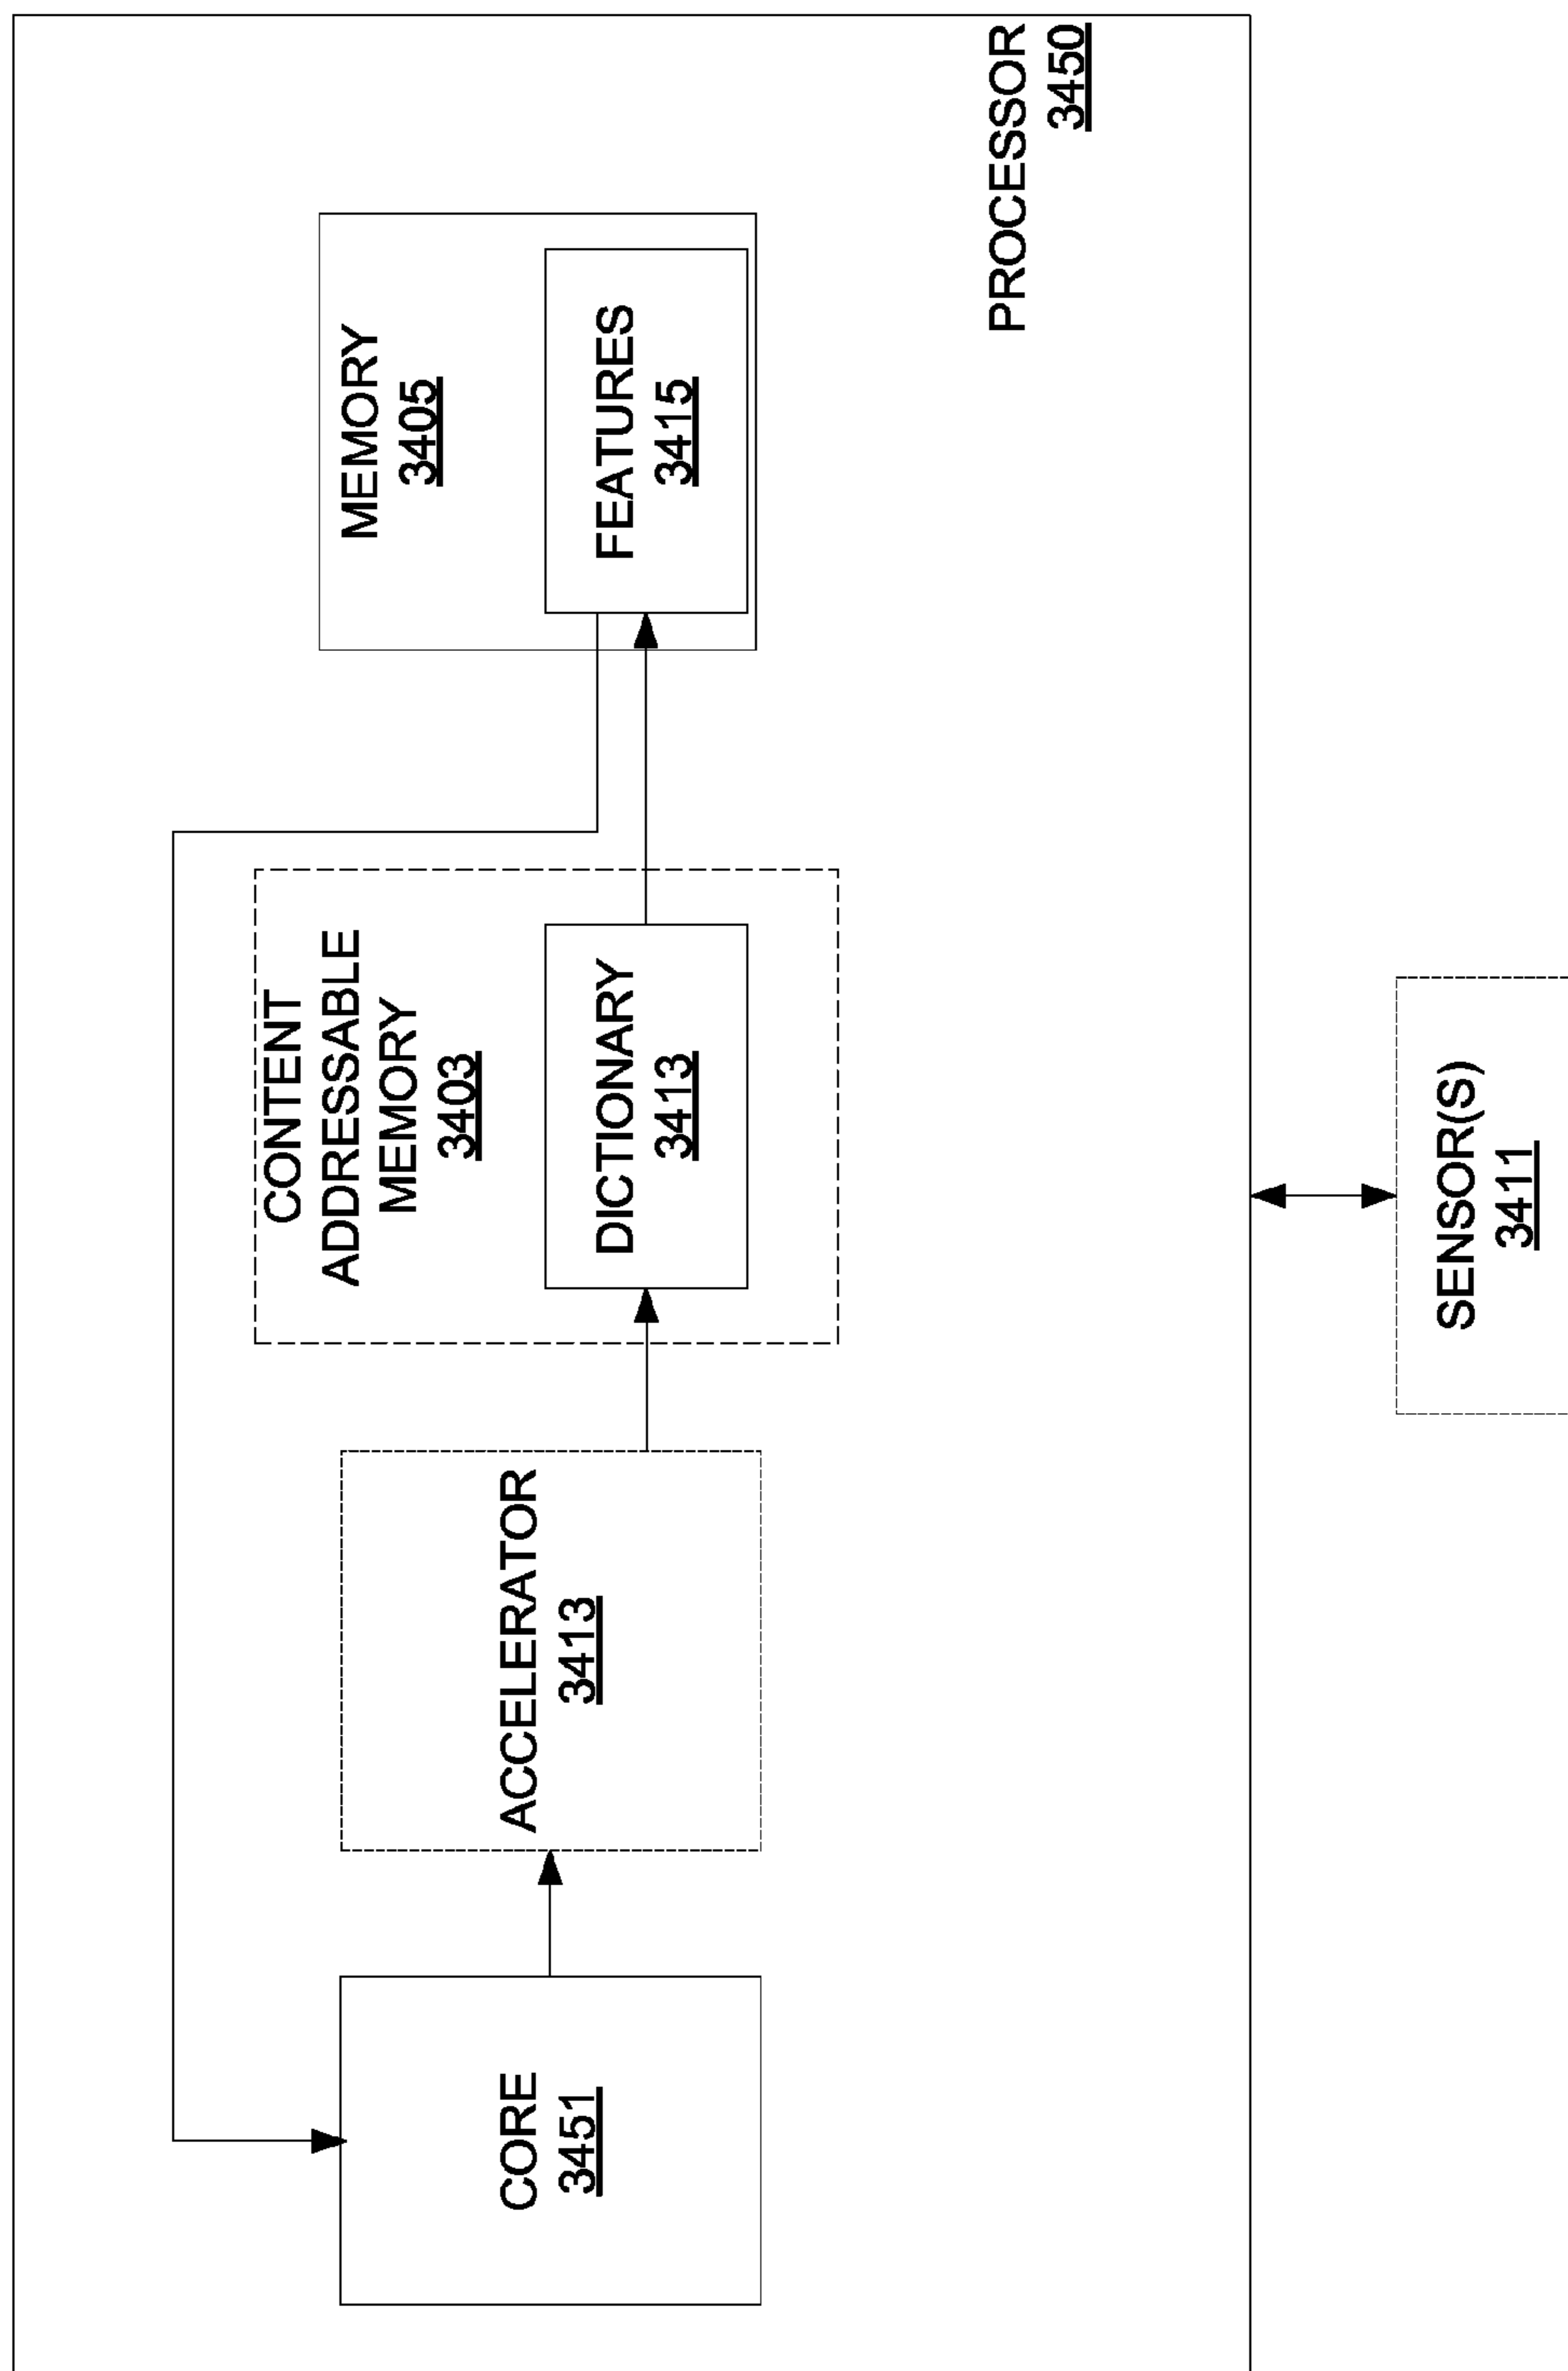 CORE
3451
ACCELERATOR
3413
CONTENT
ADDRESSABLE
MEMORY
3403
DICTIONARY
3413
MEMORY
3405
FEATURES
3415
PROCESSOR
3450
SENSOR(S)
3411